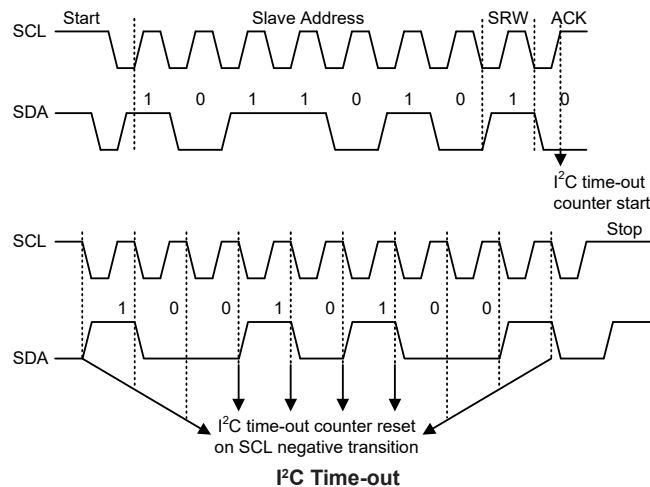 Start Slave Address SRW ACK
SCL
1 0 1 1 0 1 0 1 0
SDA
I²C time-out
counter start
Stop
SCL
1 0 0 1 0 1 0 0
SDA
I²C time-out counter reset
on SCL negative transition
I²C Time-out